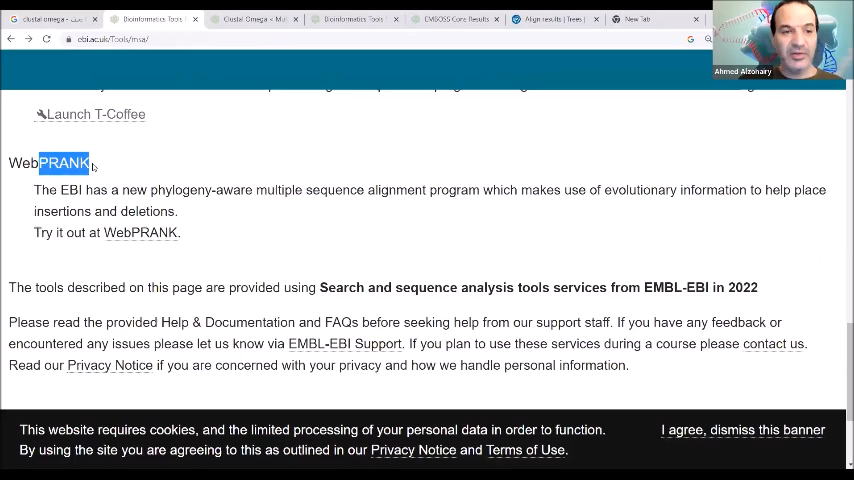 clustal omega - البحث
Bioinformatics Tools
Clustal Omega < Mul
Bioinformatics Tools
EMBOSS Cons Results
Align results | Trees |
New Tab
ebi.ac.uk/Tools/msa/
Ahmed Alzohairy
Launch T-Coffee
WebPRANK
The EBI has a new phylogeny-aware multiple sequence alignment program which makes use of evolutionary information to help place
insertions and deletions.
Try it out at WebPRANK.
The tools described on this page are provided using Search and sequence analysis tools services from EMBL-EBI in 2022
Please read the provided Help & Documentation and FAQs before seeking help from our support staff. If you have any feedback or
encountered any issues please let us know via EMBL-EBI Support. If you plan to use these services during a course please contact us.
Read our Privacy Notice if you are concerned with your privacy and how we handle personal information.
This website requires cookies, and the limited processing of your personal data in order to function.
I agree, dismiss this banner
By using the site you are agreeing to this as outlined in our Privacy Notice and Terms of Use.